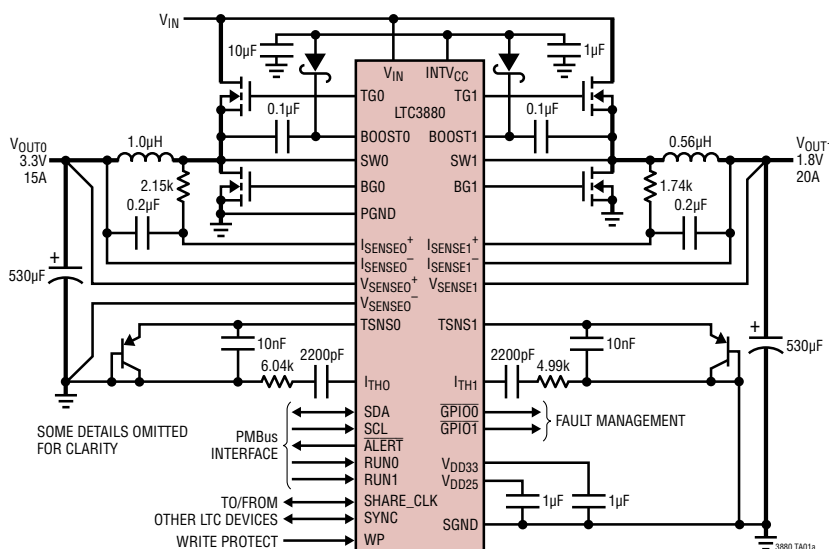 VIN
10µF
1µF
VIN
INTVCC
LTC3880
TG0
TG1
0.1µF
0.1µF
BOOST0
BOOST1
VOUT0
3.3V
15A
1.0µH
SW0
SW1
0.56µH
VOUT1
1.8V
20A
2.15k
BG0
BG1
1.74k
0.2µF
PGND
0.2µF
ISENSE0+
ISENSE1+
ISENSE0–
ISENSE1–
+
530µF
VSENSE0+
VSENSE1
VSENSE0–
TSNS0
TSNS1
+
530µF
10nF
2200pF
2200pF
10nF
6.04k
4.99k
ITH0
ITH1
SOME DETAILS OMITTED
FOR CLARITY
PMBus
INTERFACE
SDA
SCL
ALERT
RUN0
RUN1
GPIO0
GPIO1
FAULT MANAGEMENT
VDD33
VDD25
TO/FROM
OTHER LTC DEVICES
SHARE_CLK
SYNC
1µF
1µF
WRITE PROTECT
WP
SGND
3880 TA01a